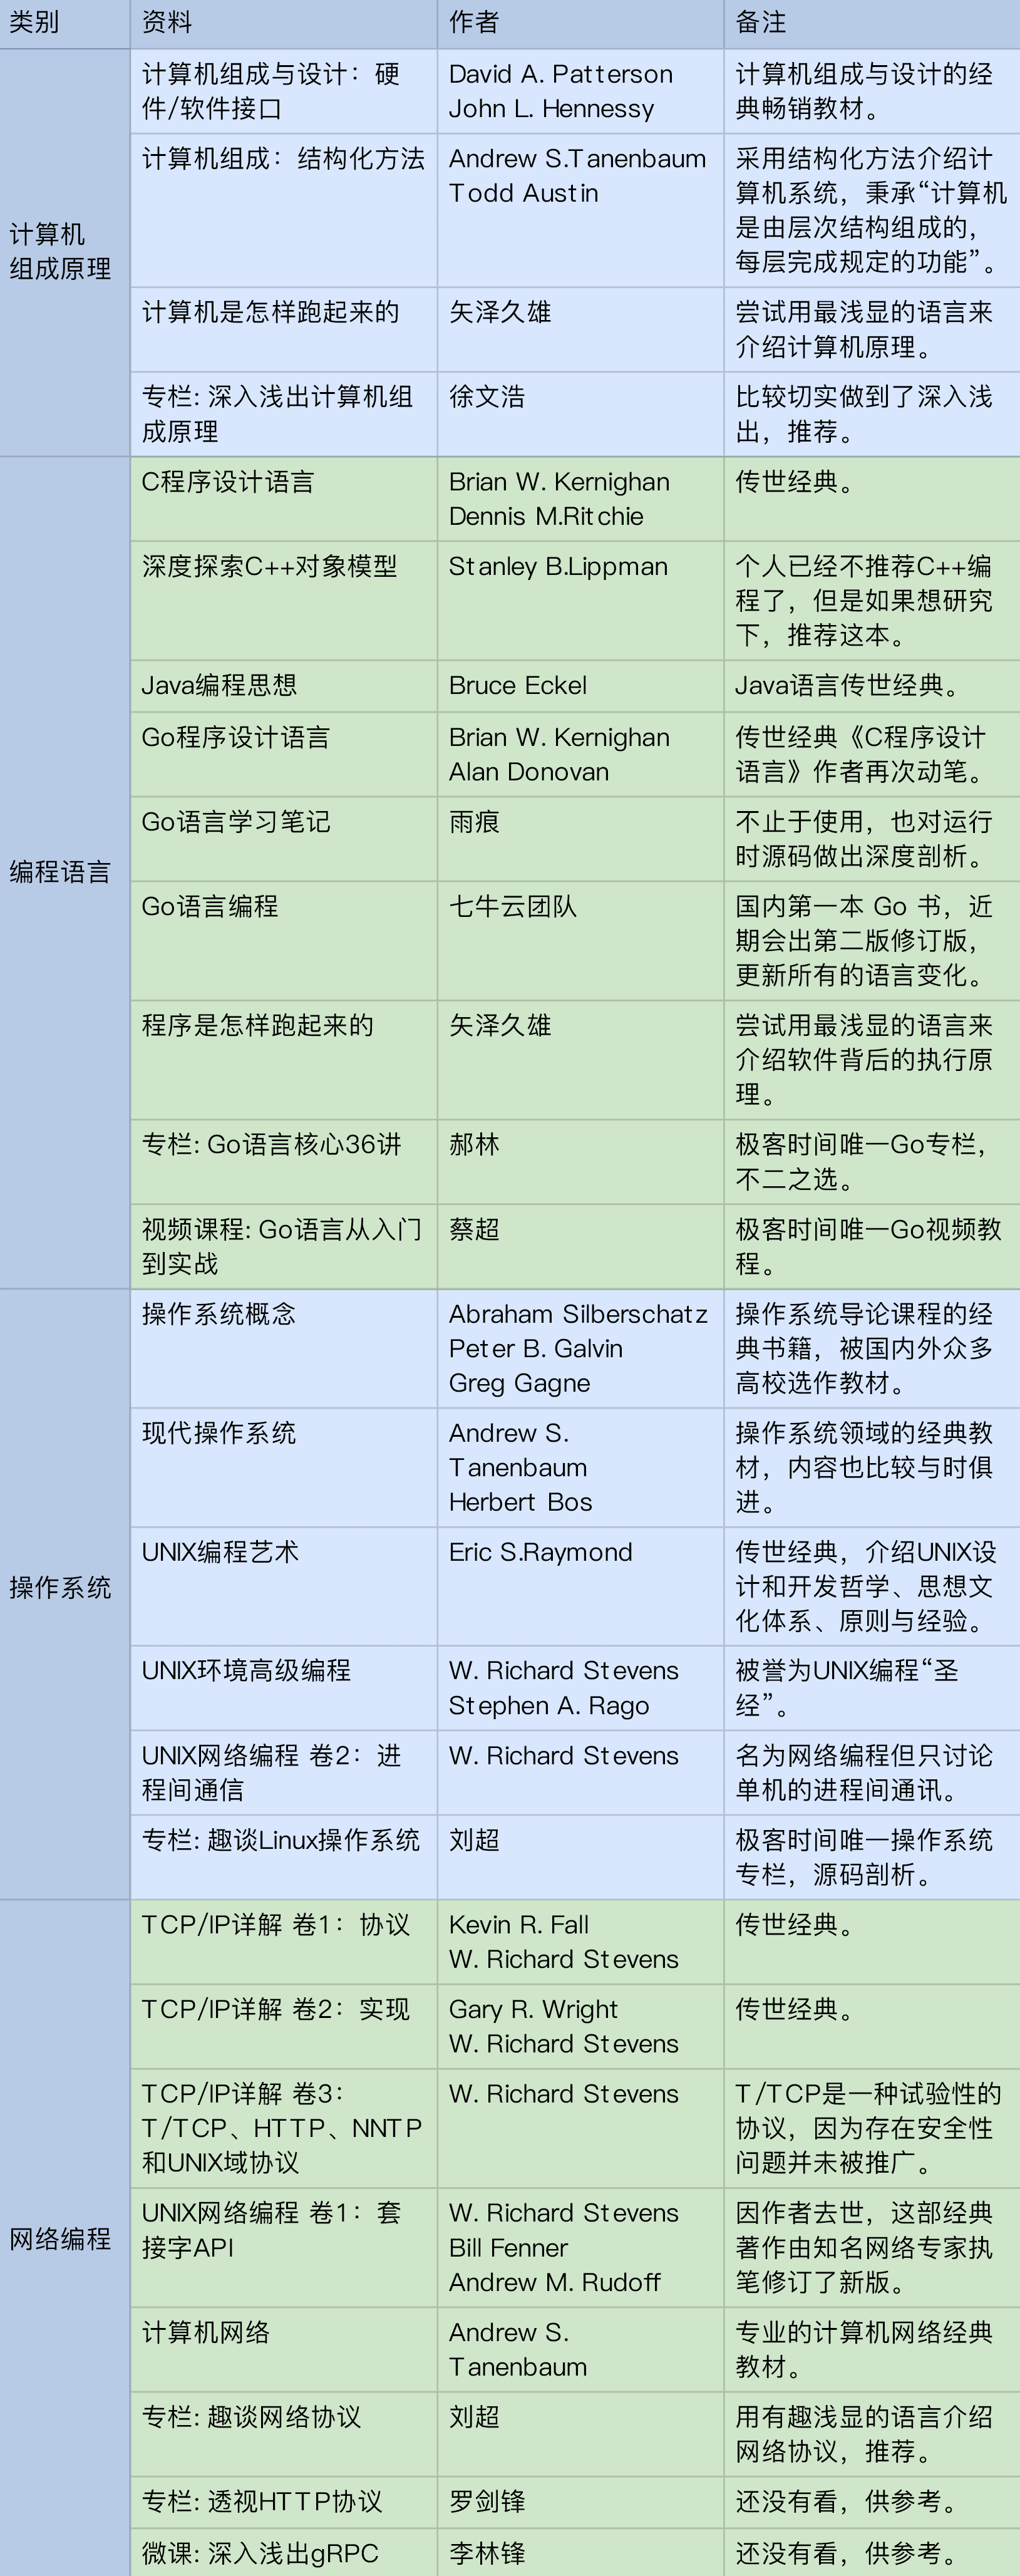 类别 资料 作者 备注
计算机
组成原理
计算机组成与设计：硬
件/软件接口
David A. Patterson
John L. Hennessy
计算机组成与设计的经
典畅销教材。
计算机组成：结构化方法
Andrew S.Tanenbaum
Todd Austin
采用结构化方法介绍计
算机系统，秉承“计算机
是由层次结构组成的，
每层完成规定的功能”。
计算机是怎样跑起来的
矢泽久雄
尝试用最浅显的语言来
介绍计算机原理。
专栏: 深入浅出计算机组
成原理
徐文浩
比较切实做到了深入浅
出，推荐。
编程语言
C程序设计语言
Brian W. Kernighan
Dennis M.Ritchie
传世经典。
深度探索C++对象模型
Stanley B.Lippman
个人已经不推荐C++编
程了，但是如果想研究
下，推荐这本。
Java编程思想
Bruce Eckel
Java语言传世经典。
Go程序设计语言
Brian W. Kernighan
Alan Donovan
传世经典《C程序设计
语言》作者再次动笔。
Go语言学习笔记
雨痕
不止于使用，也对运行
时源码做出深度剖析。
Go语言编程
七牛云团队
国内第一本 Go 书，近
期会出第二版修订版，
更新所有的语言变化。
程序是怎样跑起来的
矢泽久雄
尝试用最浅显的语言来
介绍软件背后的执行原
理。
专栏: Go语言核心36讲
郝林
极客时间唯一Go专栏，
不二之选。
视频课程: Go语言从入门
到实战
蔡超
极客时间唯一Go视频教
程。
操作系统
操作系统概念
Abraham Silberschatz
Peter B. Galvin
Greg Gagne
操作系统导论课程的经
典书籍，被国内外众多
高校选作教材。
现代操作系统
Andrew S.
Tanenbaum
Herbert Bos
操作系统领域的经典教
材，内容也比较与时俱
进。
UNIX编程艺术
Eric S.Raymond
传世经典，介绍UNIX设
计和开发哲学、思想文
化体系、原则与经验。
UNIX环境高级编程
W. Richard Stevens
Stephen A. Rago
被誉为UNIX编程“圣
经”。
UNIX网络编程 卷2：进
程间通信
W. Richard Stevens
名为网络编程但只讨论
单机的进程间通讯。
专栏: 趣谈Linux操作系统
刘超
极客时间唯一操作系统
专栏，源码剖析。
网络编程
TCP/IP详解 卷1：协议
Kevin R. Fall
W. Richard Stevens
传世经典。
TCP/IP详解 卷2：实现
Gary R. Wright
W. Richard Stevens
传世经典。
TCP/IP详解 卷3：
T/TCP、HTTP、NNTP
和UNIX域协议
W. Richard Stevens
T/TCP是一种试验性的
协议，因为存在安全性
问题并未被推广。
UNIX网络编程 卷1：套
接字API
W. Richard Stevens
Bill Fenner
Andrew M. Rudoff
因作者去世，这部经典
著作由知名网络专家执
笔修订了新版。
计算机网络
Andrew S.
Tanenbaum
专业的计算机网络经典
教材。
专栏: 趣谈网络协议
刘超
用有趣浅显的语言介绍
网络协议，推荐。
专栏: 透视HTTP协议
罗剑锋
还没有看，供参考。
微课: 深入浅出gRPC
李林锋
还没有看，供参考。